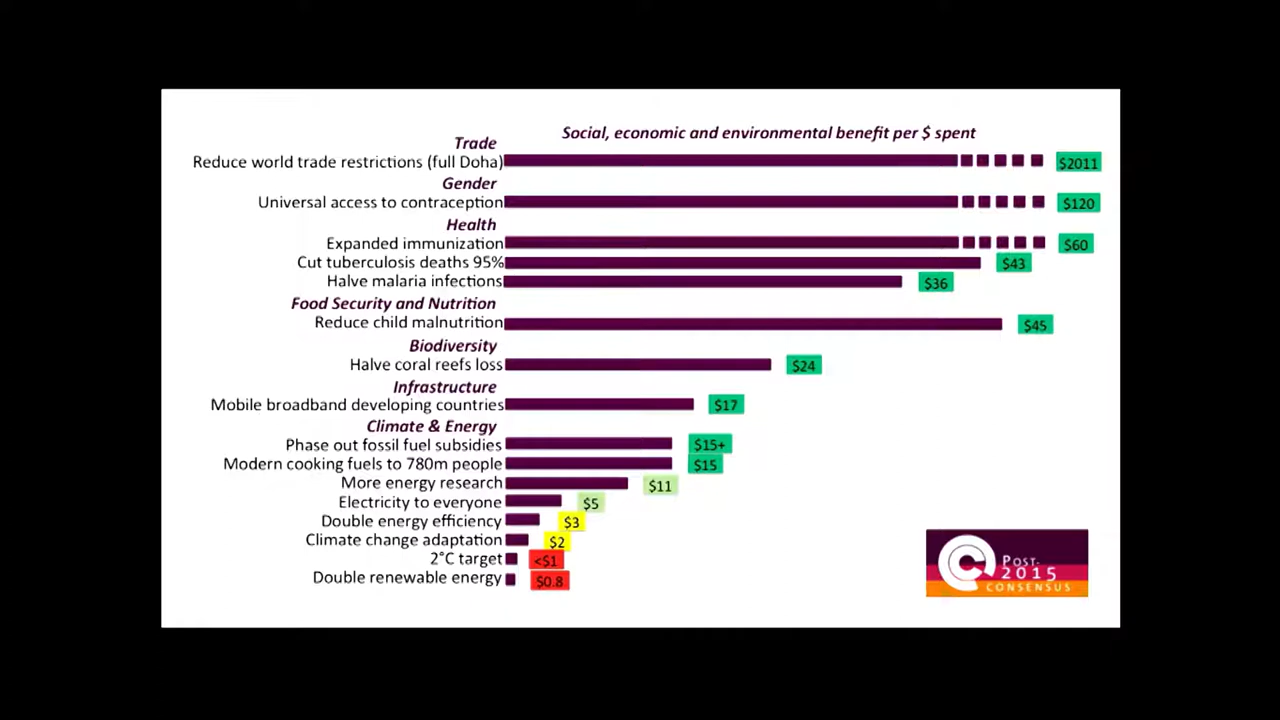 Social, economic and environmental benefit per $ spent
Trade
Reduce world trade restrictions (full Doha) $2011
Gender
Universal access to contraception $120
Health
Expanded immunization $60
Cut tuberculosis deaths 95% $43
Halve malaria infections $36
Food Security and Nutrition
Reduce child malnutrition $45
Biodiversity
Halve coral reefs loss $24
Infrastructure
Mobile broadband developing countries $17
Climate & Energy
Phase out fossil fuel subsidies $15+
Modern cooking fuels to 780m people $15
More energy research $11
Electricity to everyone $5
Double energy efficiency $3
Climate change adaptation $2
2°C target <$1
Double renewable energy $0.8
POST-
2015
CONSENSUS